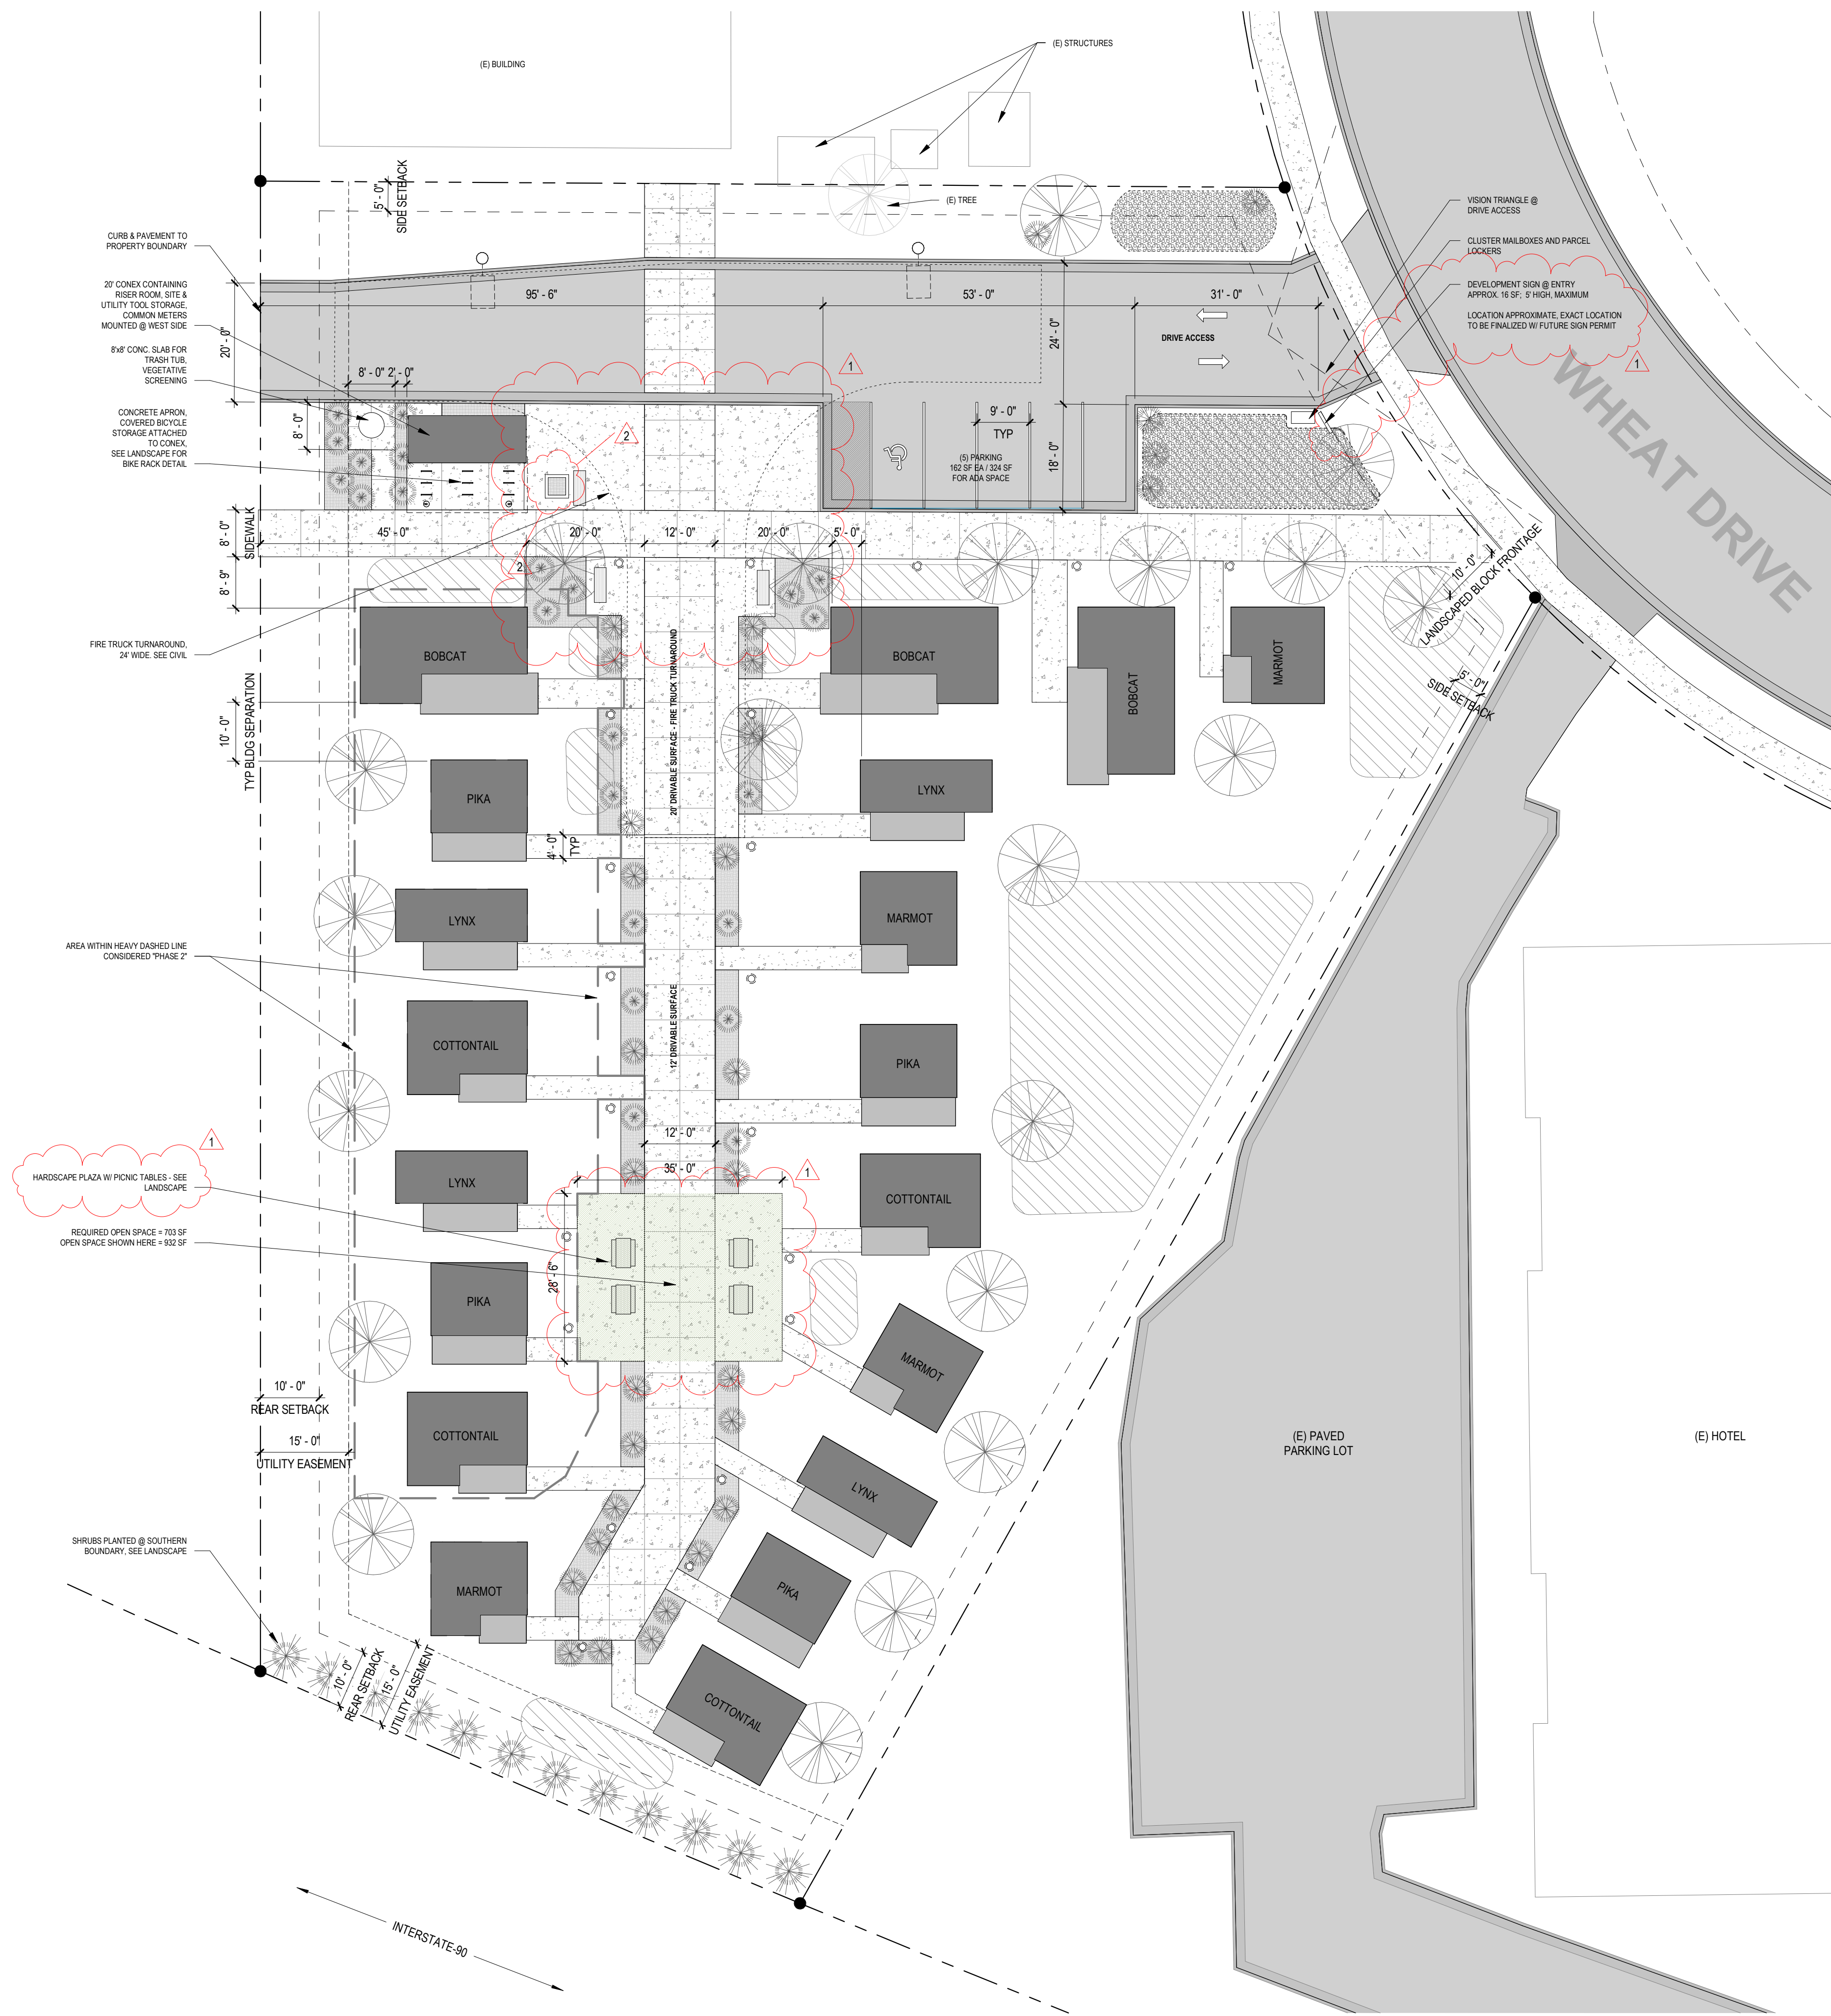 (E) BUILDING
(E) STRUCTURES
(E) TREE
5' - 0"
SIDE SETBACK
VISION TRIANGLE @
DRIVE ACCESS
CLUSTER MAILBOXES AND PARCEL
LOCKERS
DEVELOPMENT SIGN @ ENTRY
APPROX. 16 SF; 5' HIGH, MAXIMUM
LOCATION APPROXIMATE, EXACT LOCATION
TO BE FINALIZED W/ FUTURE SIGN PERMIT
1
WHEAT DRIVE
CURB & PAVEMENT TO
PROPERTY BOUNDARY
20' CONEX CONTAINING
RISER ROOM, SITE &
UTILITY TOOL STORAGE,
COMMON METERS
MOUNTED @ WEST SIDE
8'x8' CONC. SLAB FOR
TRASH TUB,
VEGETATIVE
SCREENING
CONCRETE APRON,
COVERED BICYCLE
STORAGE ATTACHED
TO CONEX,
SEE LANDSCAPE FOR
BIKE RACK DETAIL
FIRE TRUCK TURNAROUND,
24' WIDE. SEE CIVIL
20' - 0"
95' - 6"
53' - 0"
31' - 0"
24' - 0"
DRIVE ACCESS
8' - 0"
2' - 0"
8' - 0"
1
2
9' - 0"
TYP
(5) PARKING
162 SF EA / 324 SF
FOR ADA SPACE
18' - 0"
8' - 0"
SIDEWALK
45' - 0"
20' - 0"
12' - 0"
20' - 0"
5' - 0"
2
8' - 9"
10' - 0"
LANDSCAPED BLOCK FRONTAGE
5' - 0"
SIDE SETBACK
BOBCAT
BOBCAT
BOBCAT
MARMOT
10' - 0"
TYP BLDG SEPARATION
20' DRIVABLE SURFACE - FIRE TRUCK TURNAROUND
PIKA
LYNX
4' - 0"
TYP
LYNX
MARMOT
AREA WITHIN HEAVY DASHED LINE
CONSIDERED "PHASE 2"
12' DRIVABLE SURFACE
COTTONTAIL
PIKA
12' - 0"
35' - 0"
1
1
HARDSCAPE PLAZA W/ PICNIC TABLES - SEE
LANDSCAPE
LYNX
COTTONTAIL
REQUIRED OPEN SPACE = 703 SF
OPEN SPACE SHOWN HERE = 932 SF
28' - 6"
PIKA
MARMOT
10' - 0"
REAR SETBACK
15' - 0"
UTILITY EASEMENT
COTTONTAIL
LYNX
(E) PAVED
PARKING LOT
(E) HOTEL
SHRUBS PLANTED @ SOUTHERN
BOUNDARY, SEE LANDSCAPE
MARMOT
PIKA
10' - 0"
REAR SETBACK
15' - 0"
UTILITY EASEMENT
COTTONTAIL
INTERSTATE-90